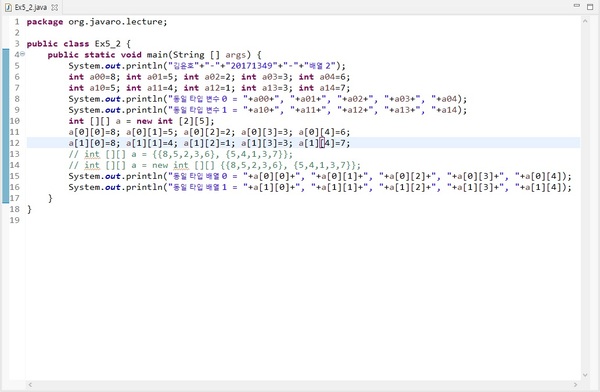 Ex5_2.java
1 package org.javaro.lecture;
2
3 public class Ex5_2 {
4 public static void main(String [] args) {
5 System.out.println("김윤호"+"-"+"20171349"+"-"+"배열 2");
6 int a00=8; int a01=5; int a02=2; int a03=3; int a04=6;
7 int a10=5; int a11=4; int a12=1; int a13=3; int a14=7;
8 System.out.println("동일 타입 변수 0 = "+a00+", "+a01+", "+a02+", "+a03+", "+a04);
9 System.out.println("동일 타입 변수 1 = "+a10+", "+a11+", "+a12+", "+a13+", "+a14);
10 int [][] a = new int [2][5];
11 a[0][0]=8; a[0][1]=5; a[0][2]=2; a[0][3]=3; a[0][4]=6;
12 a[1][0]=8; a[1][1]=4; a[1][2]=1; a[1][3]=3; a[1][4]=7;
13 // int [][] a = {{8,5,2,3,6}, {5,4,1,3,7}};
14 // int [][] a = new int [][] {{8,5,2,3,6}, {5,4,1,3,7}};
15 System.out.println("동일 타입 배열 0 = "+a[0][0]+", "+a[0][1]+", "+a[0][2]+", "+a[0][3]+", "+a[0][4]);
16 System.out.println("동일 타입 배열 1 = "+a[1][0]+", "+a[1][1]+", "+a[1][2]+", "+a[1][3]+", "+a[1][4]);
17 }
18 }
19